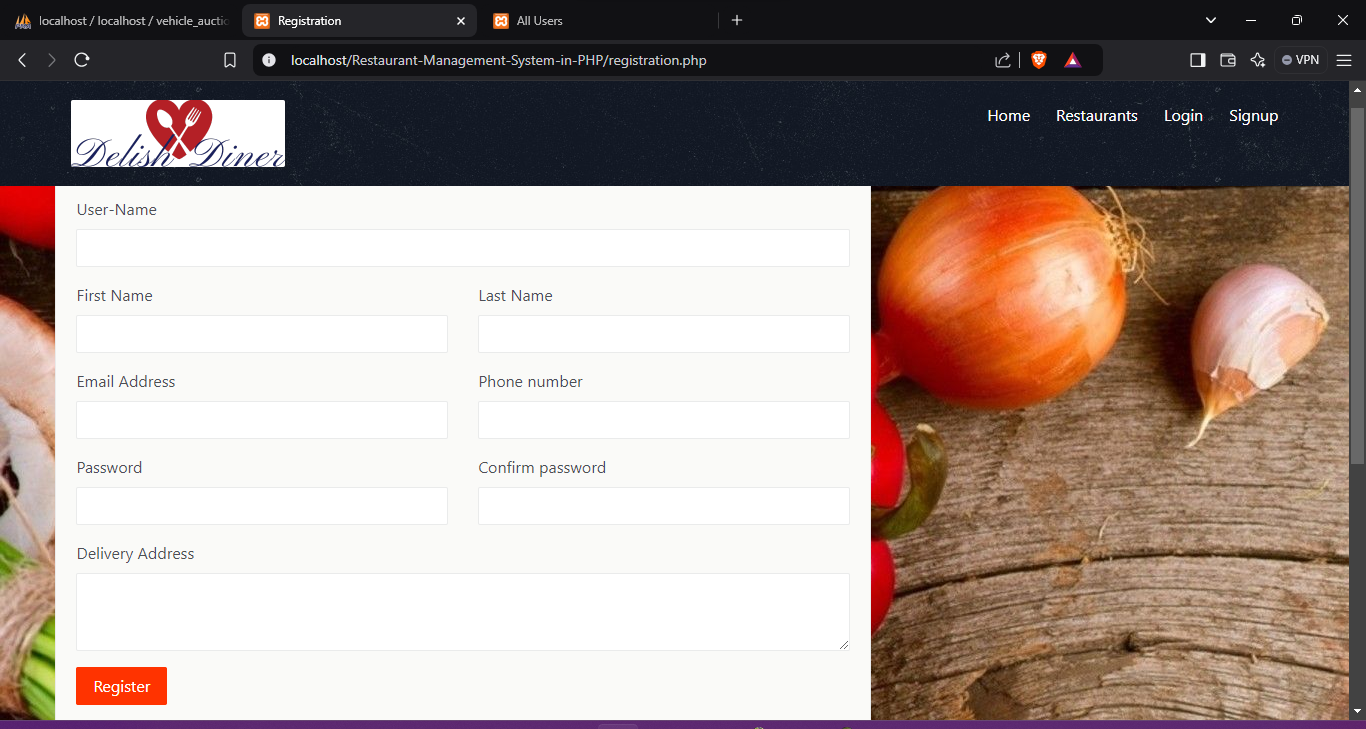 localhost / localhost / vehicle_auctio
Registration
All Users
localhost/Restaurant-Management-System-in-PHP/registration.php
VPN
Delish Diner
Home Restaurants Login Signup
User-Name
First Name Last Name
Email Address Phone number
Password Confirm password
Delivery Address
Register